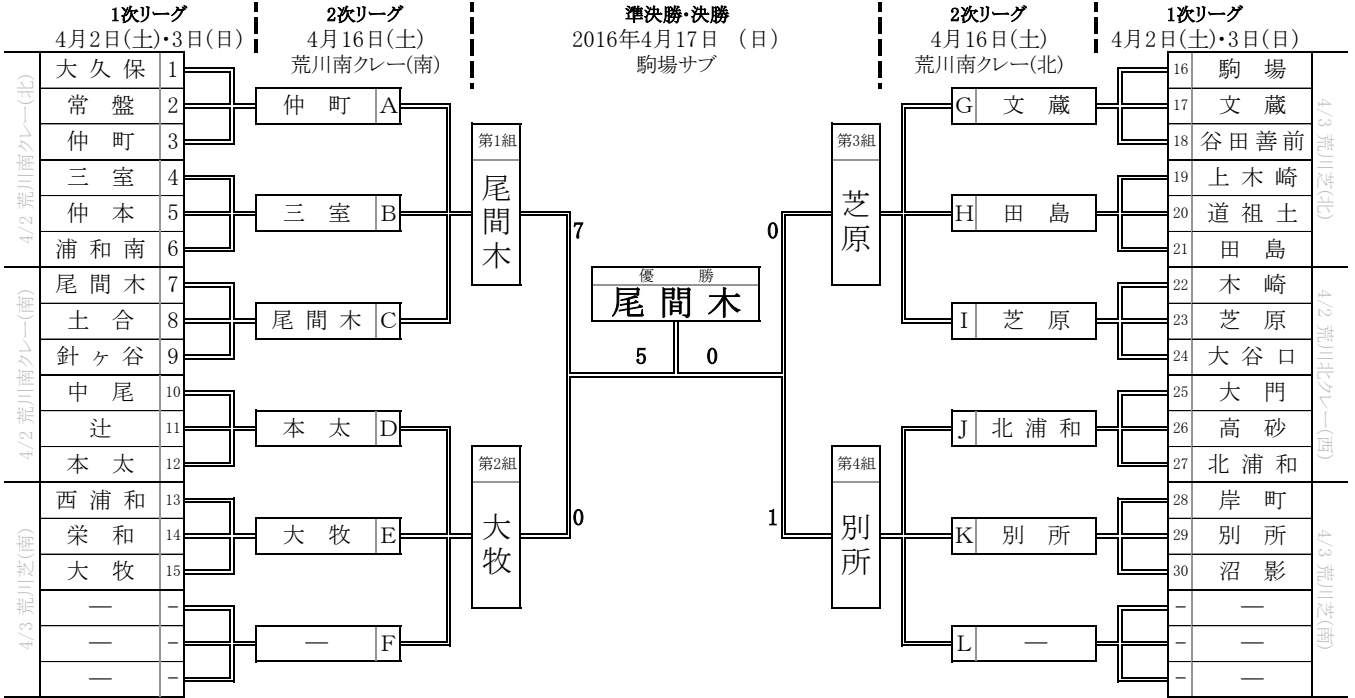 1次リーグ
4月2日(土)・3日(日)
2次リーグ
4月16日(土)
荒川南クレー(南)
準決勝・決勝
2016年4月17日 (日)
駒場サブ
2次リーグ
4月16日(土)
荒川南クレー(北)
1次リーグ
4月2日(土)・3日(日)
4/2 荒川南クレー(北)
大久保 1
常盤 2
仲町 3
三室 4
仲本 5
浦和南 6
4/2 荒川南クレー(南)
尾間木 7
土合 8
針ヶ谷 9
中尾 10
辻 11
本太 12
4/3 荒川芝(南)
西浦和 13
栄和 14
大牧 15
― -
― -
― -
仲町 A
三室 B
尾間木 C
本太 D
大牧 E
― F
第1組
尾間木
第2組
大牧
7
0
優勝
尾間木
5 0
0
1
第3組
芝原
第4組
別所
G 文蔵
H 田島
I 芝原
J 北浦和
K 別所
L ―
16 駒場
17 文蔵
18 谷田善前
19 上木崎
20 道祖土
21 田島
4/3 荒川芝(北)
22 木崎
23 芝原
24 大谷口
25 大門
26 高砂
27 北浦和
4/2 荒川北クレー(西)
28 岸町
29 別所
30 沼影
- ―
- ―
- ―
4/3 荒川芝(南)